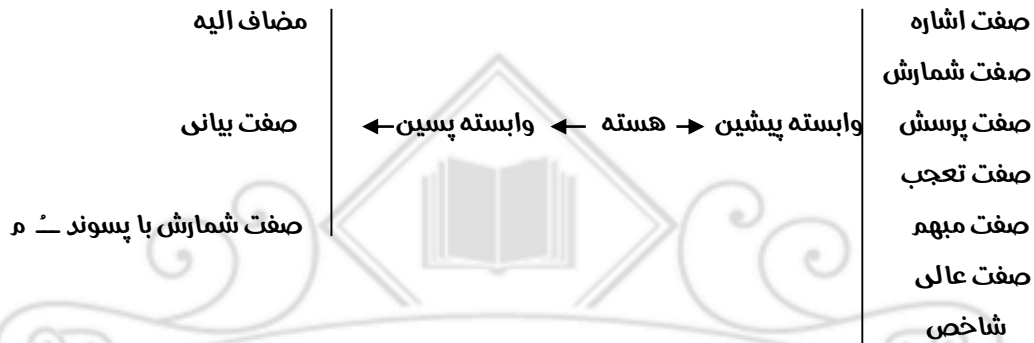 صفت اشاره مضاف الیه
صفت شمارش
صفت پرسش وابسته پیشین → هسته ← وابسته پسین ← صفت بیانی
صفت تعجب
صفت مبهم صفت شمارش با پسوند ــُ م
صفت عالی
شاخص